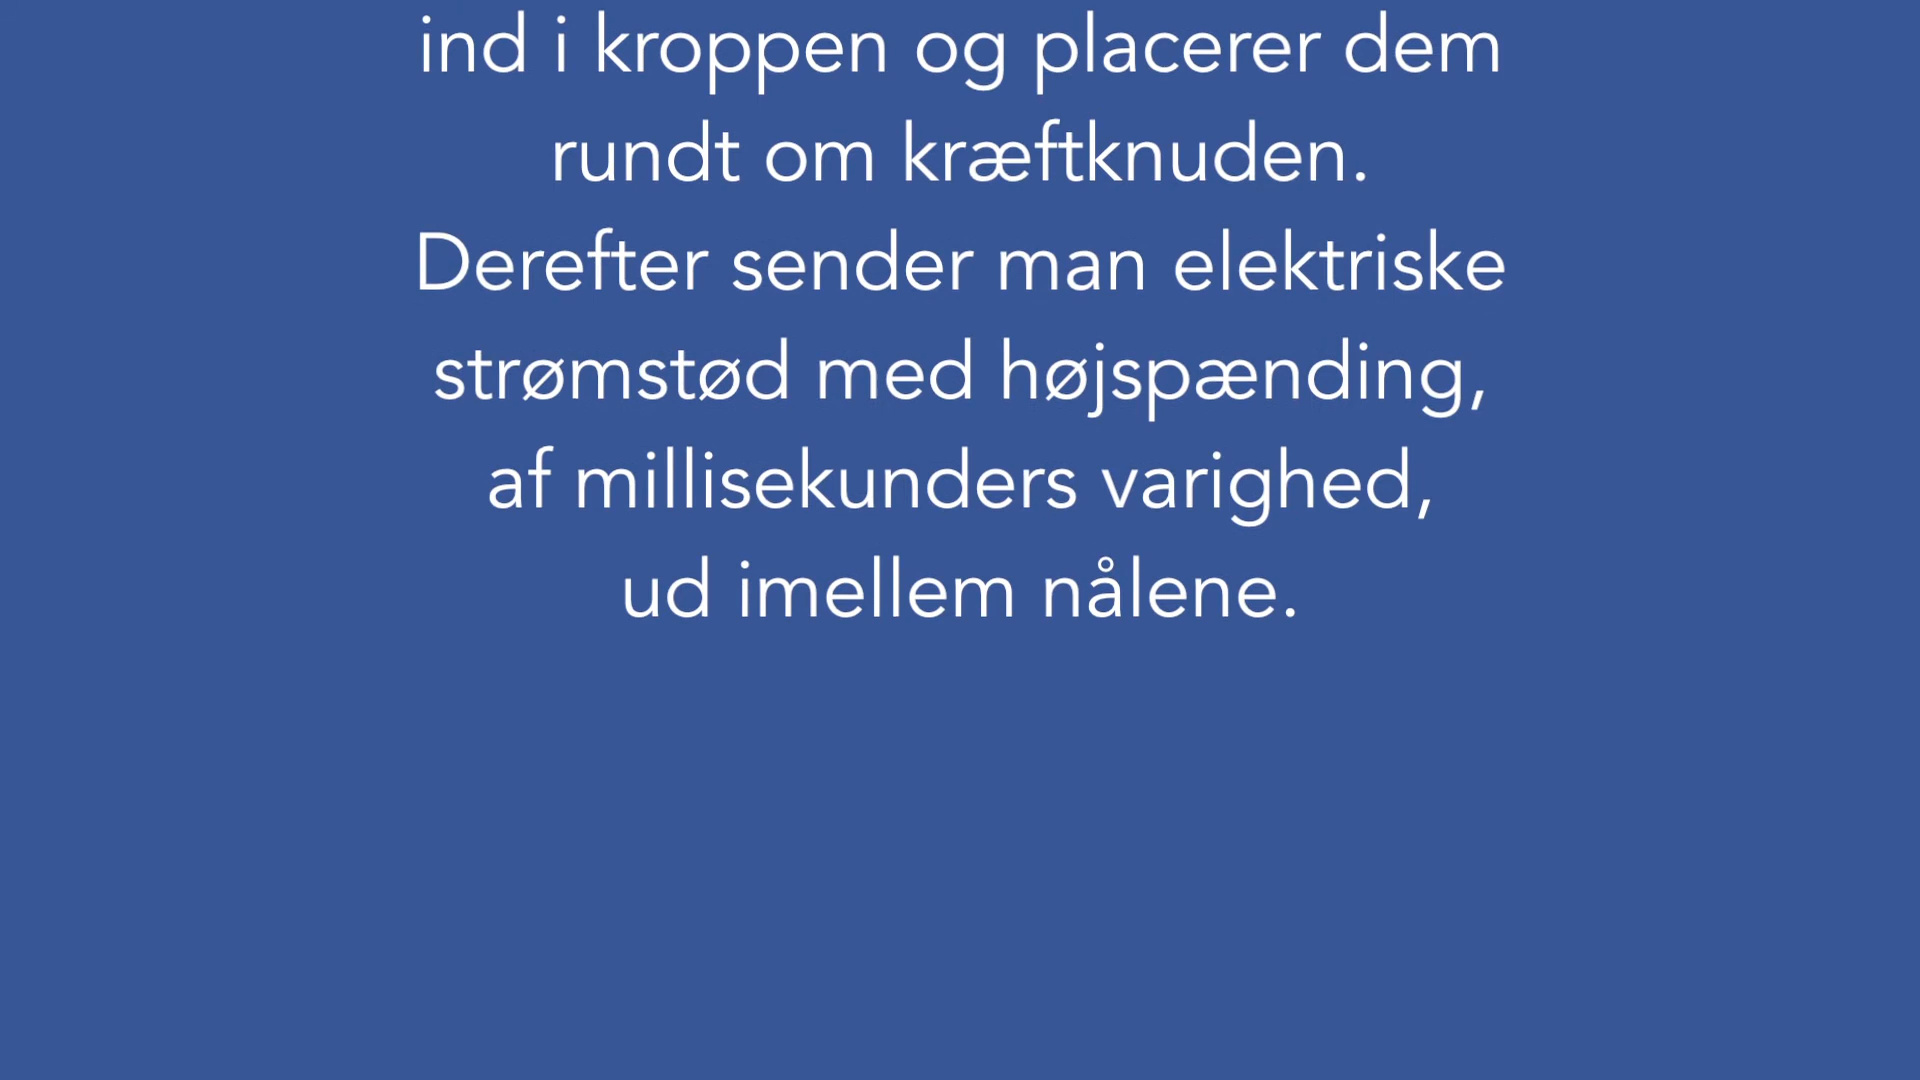 ind i kroppen og placerer dem
rundt om kræftknuden.
Derefter sender man elektriske
strømstød med højspænding,
af millisekunders varighed,
ud imellem nålene.